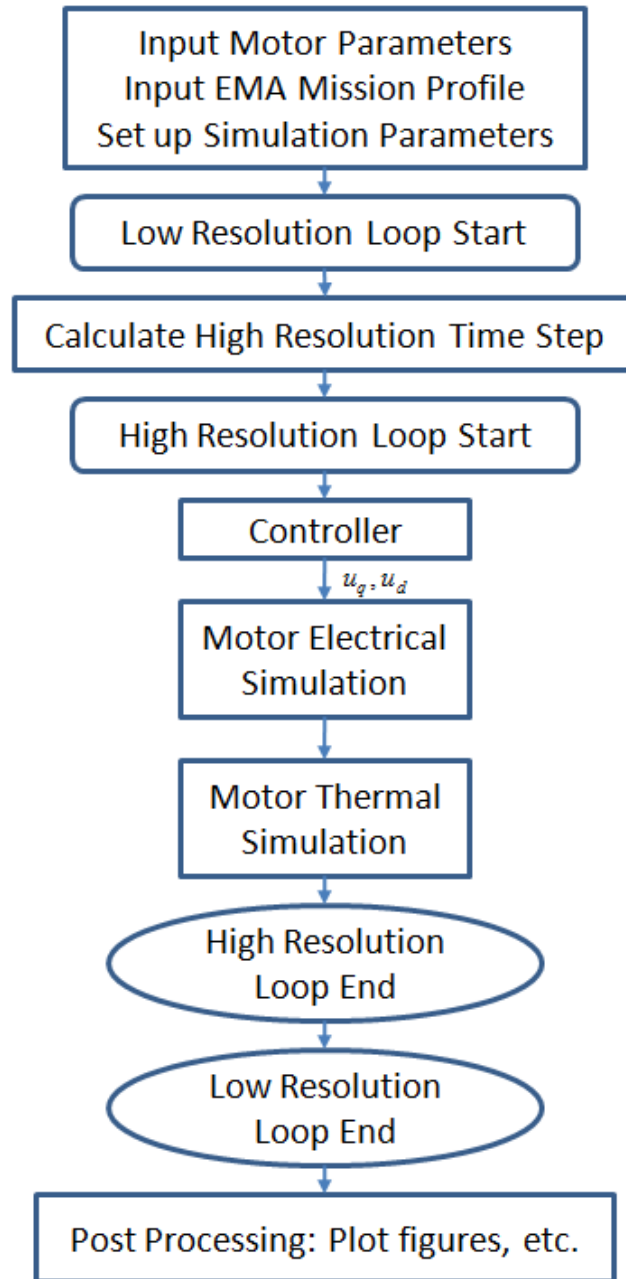 Input Motor Parameters
Input EMA Mission Profile
Set up Simulation Parameters
Low Resolution Loop Start
Calculate High Resolution Time Step
High Resolution Loop Start
Controller
u_q, u_d
Motor Electrical
Simulation
Motor Thermal
Simulation
High Resolution
Loop End
Low Resolution
Loop End
Post Processing: Plot figures, etc.